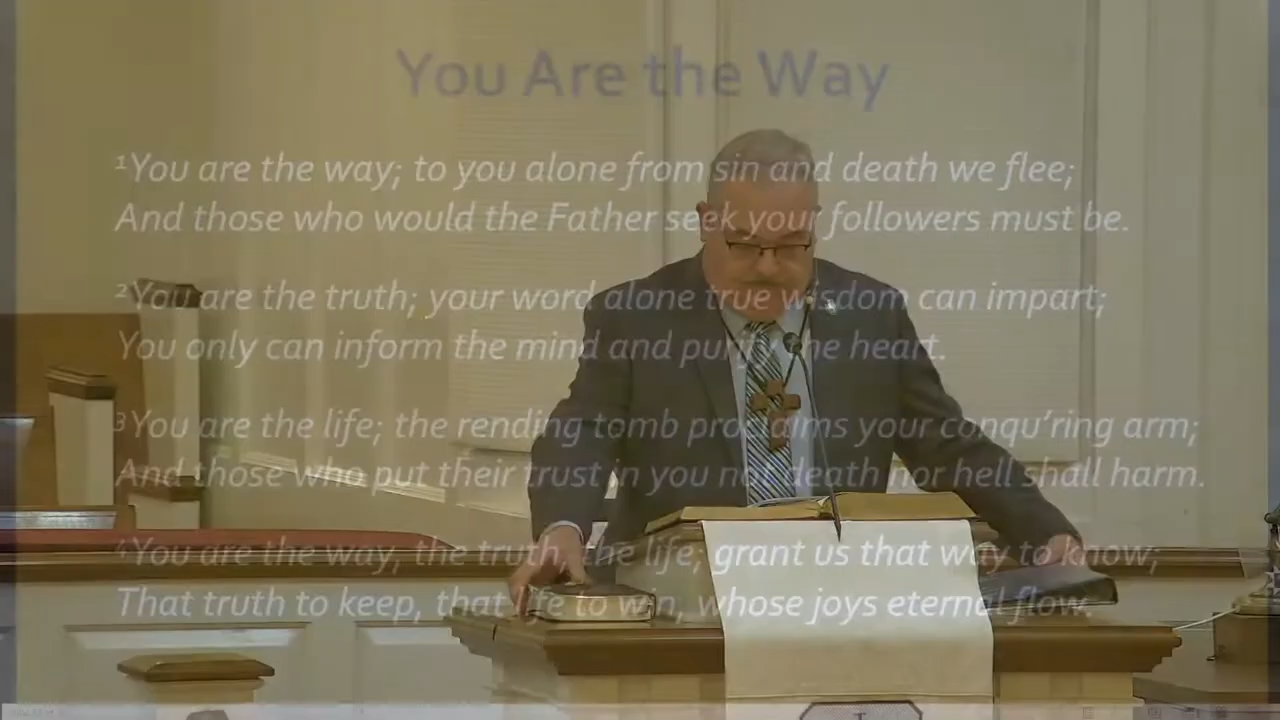 You Are the Way
¹You are the way; to you alone from sin and death we flee;
And those who would the Father seek your followers must be.
²You are the truth; your word alone true wisdom can impart;
You only can inform the mind and purify the heart.
³You are the life; the rending tomb proclaims your conqu’ring arm;
And those who put their trust in you not death nor hell shall harm.
⁴You are the way, the truth, the life, grant us that way to know,
That truth to keep, that life to win, whose joys eternal flow.